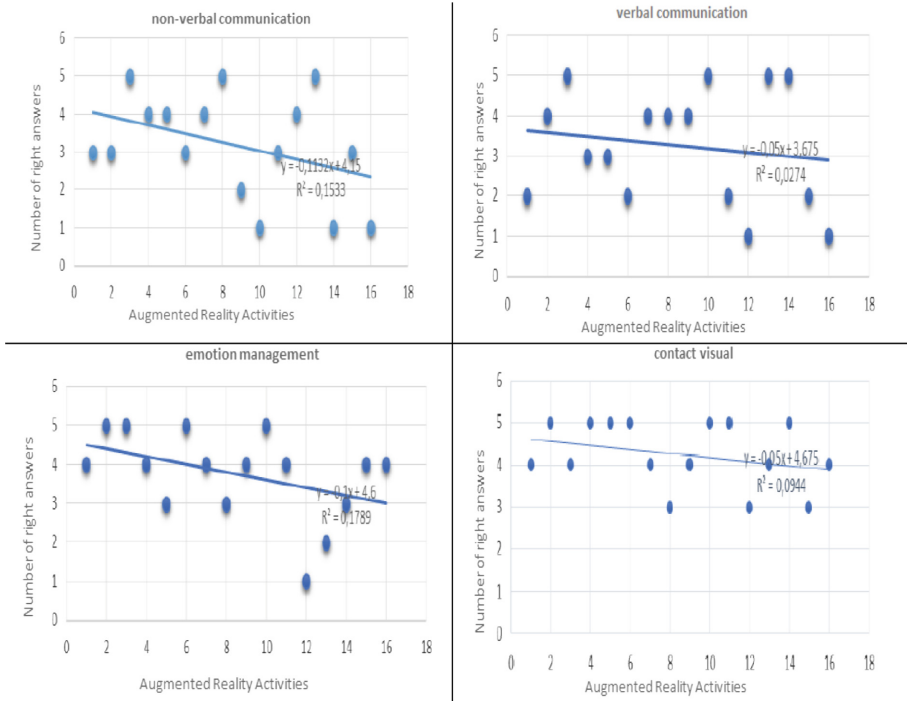 non-verbal communication
6
5
4
3
2
1
0
Number of right answers
y = -0,1132x + 4,15
R² = 0,1533
0 2 4 6 8 10 12 14 16 18
Augmented Reality Activities
verbal communication
6
5
4
3
2
1
0
Number of right answers
y = -0,05x + 3,675
R² = 0,0274
0 2 4 6 8 10 12 14 16 18
Augmented Reality Activities
emotion management
6
5
4
3
2
1
0
Number of right answers
y = -0,1x + 4,6
R² = 0,1789
0 2 4 6 8 10 12 14 16 18
Augmented Reality Activities
contact visual
6
5
4
3
2
1
0
Number of right answers
y = -0,05x + 4,675
R² = 0,0944
0 2 4 6 8 10 12 14 16 18
Augmented Reality Activities